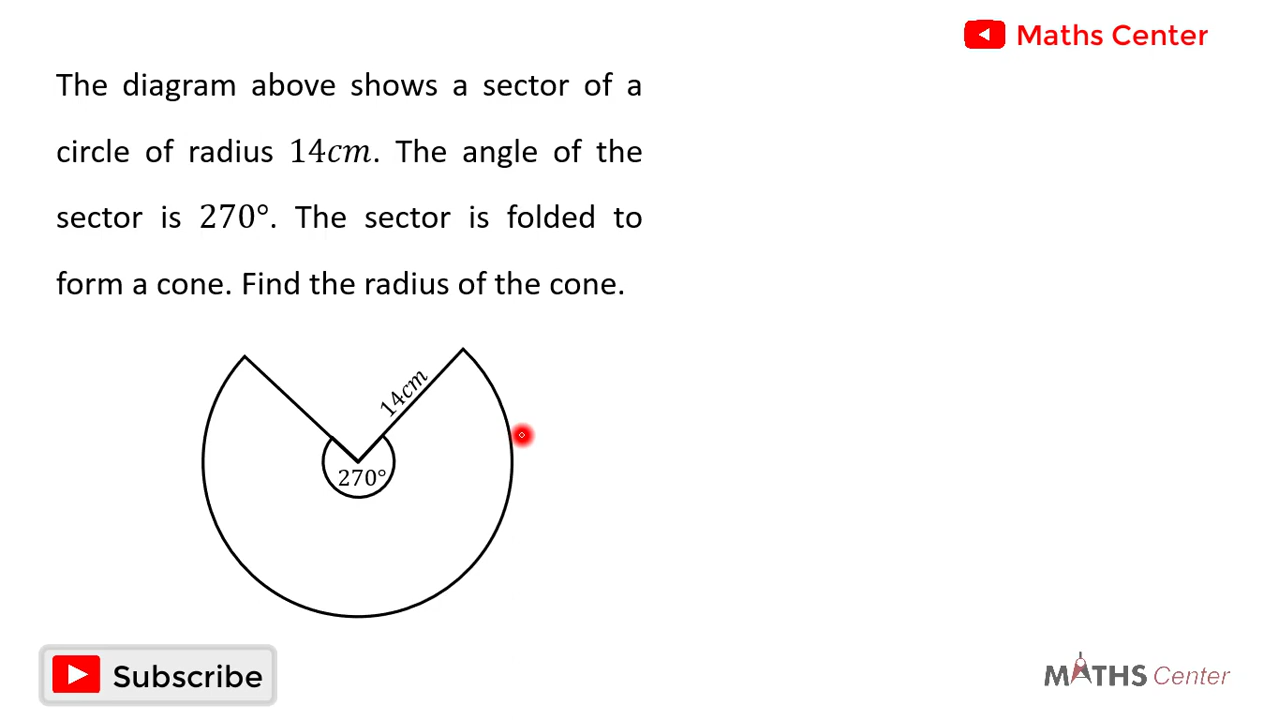 Maths Center
The diagram above shows a sector of a
circle of radius 14cm. The angle of the
sector is 270°. The sector is folded to
form a cone. Find the radius of the cone.
14cm
270°
Subscribe
MATHS Center